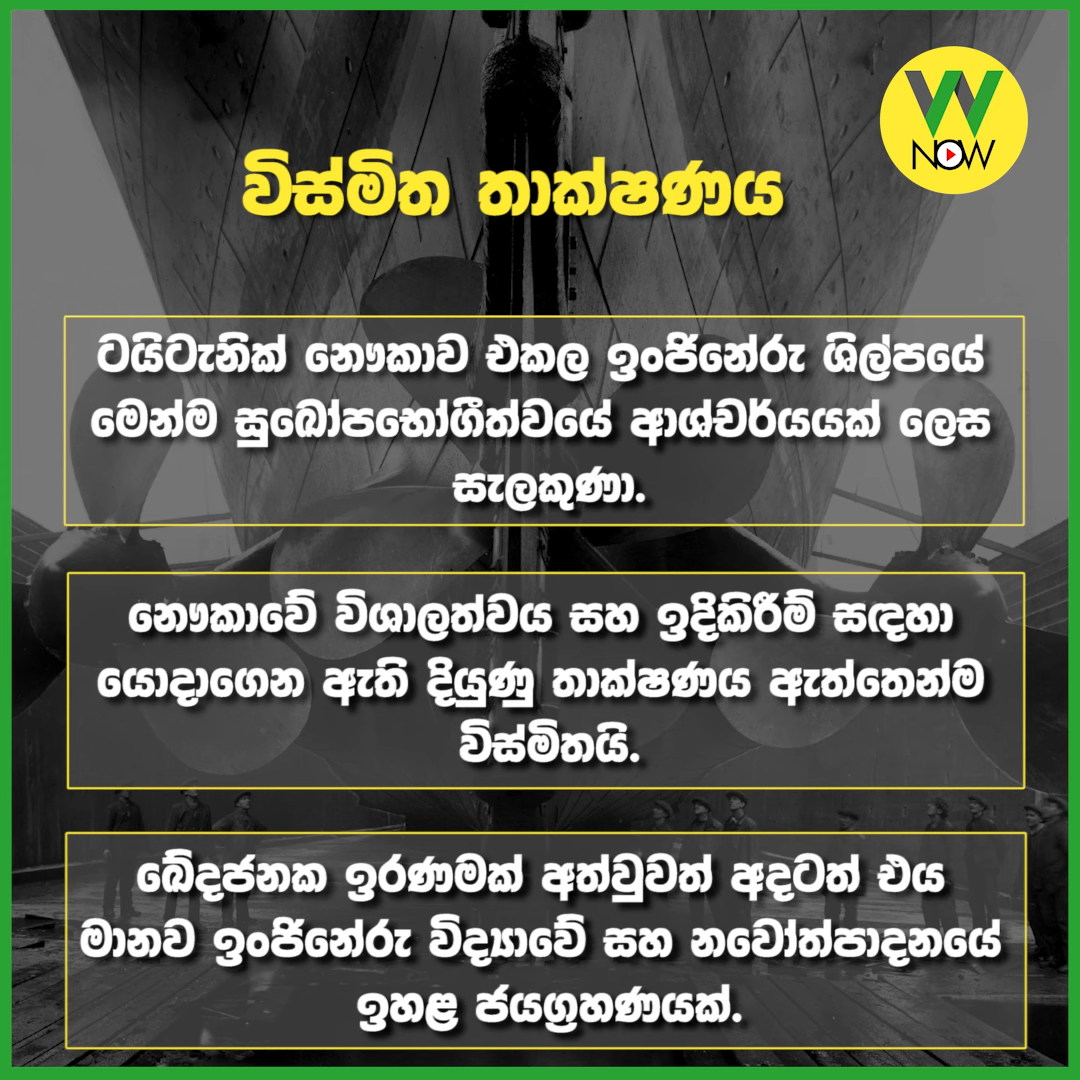 W
NOW
විස්මිත තාක්ෂණය
ටයිටැනික් නෞකාව එකල ඉංජිනේරු ශිල්පයේ
මෙන්ම සුඛෝපභෝගීත්වයේ ආශ්චර්යයක් ලෙස
සැලකුණා.
නෞකාවේ විශාලත්වය සහ ඉදිකිරීම් සඳහා
යොදාගෙන ඇති දියුණු තාක්ෂණය ඇත්තෙන්ම
විස්මිතයි.
ඛේදජනක ඉරණමක් අත්වුවත් අදටත් එය
මානව ඉංජිනේරු විද්‍යාවේ සහ නවෝත්පාදනයේ
ඉහළ ජයග්‍රහණයක්.